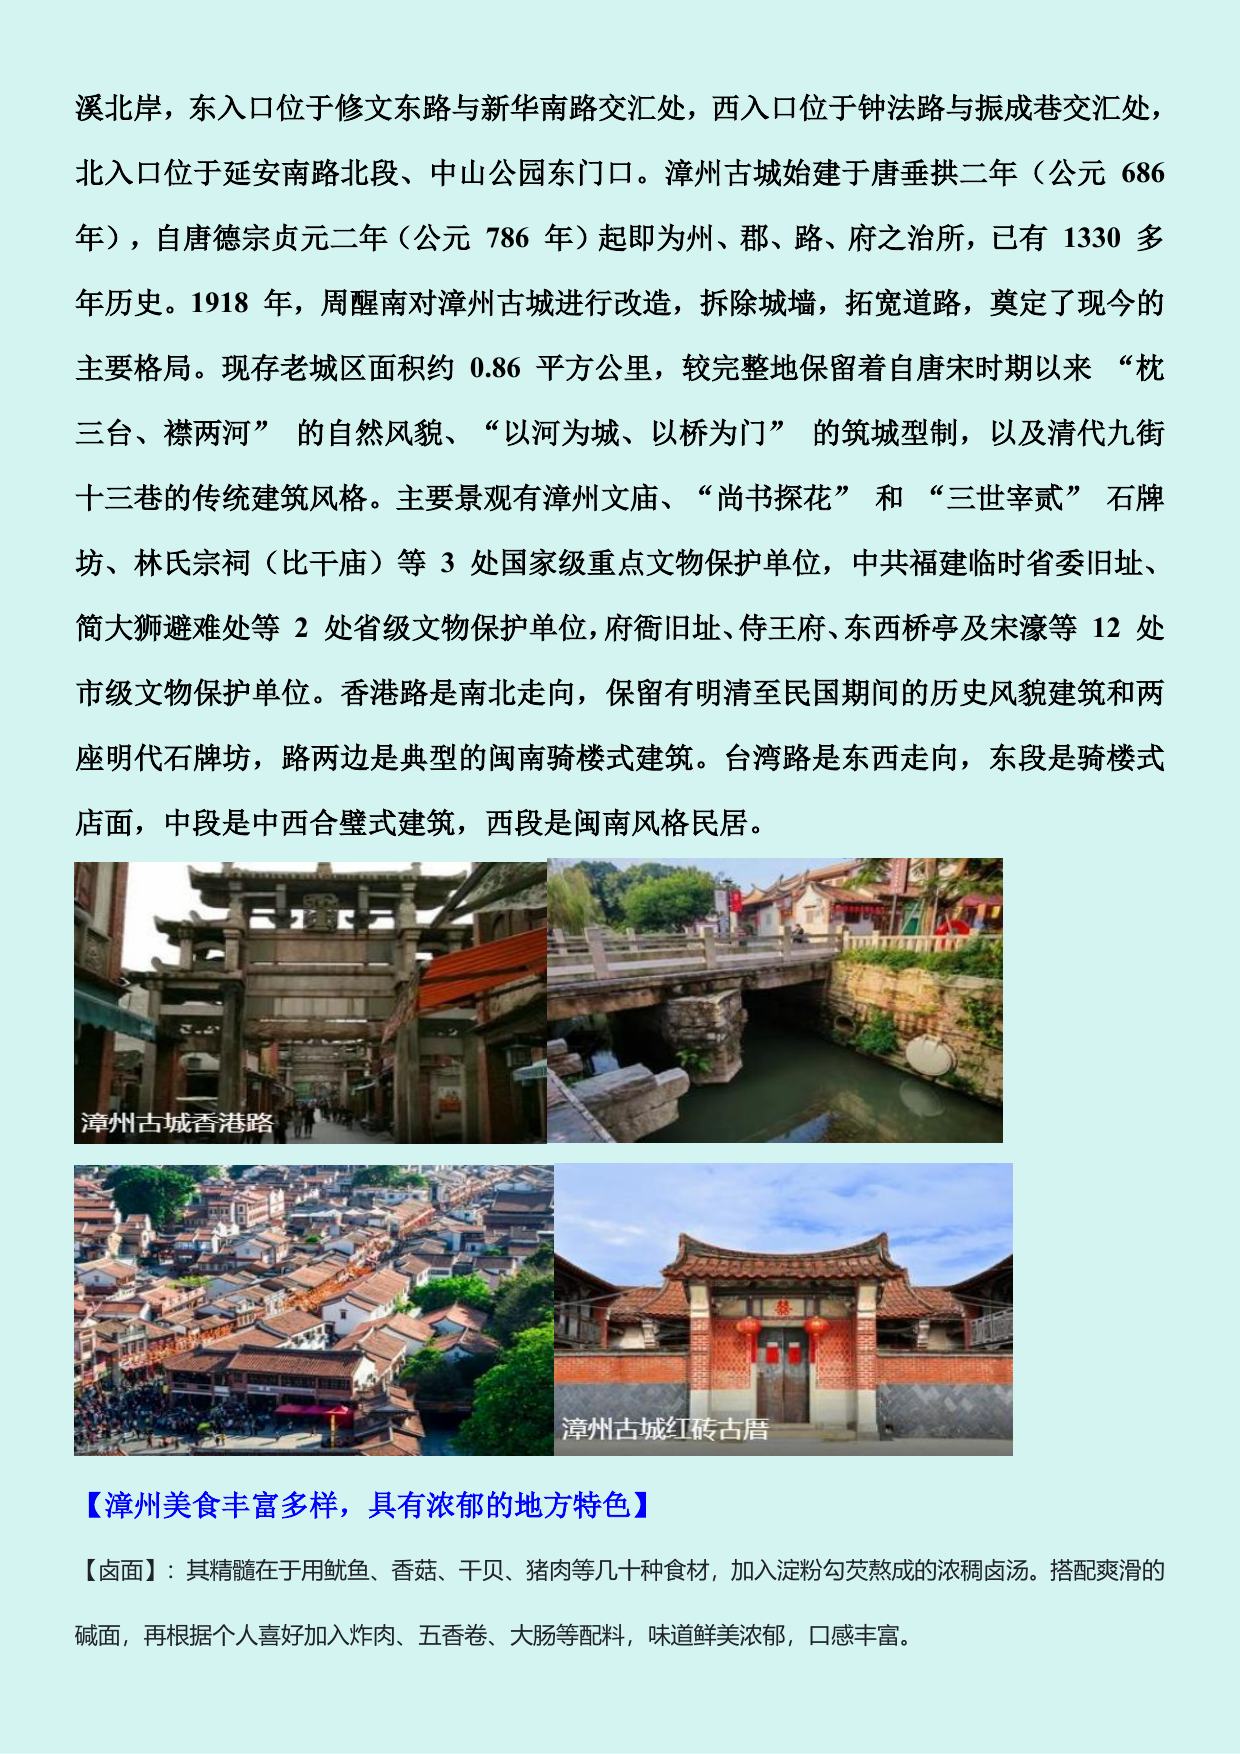 溪北岸，东入口位于修文东路与新华南路交汇处，西入口位于钟法路与振成巷交汇处，
北入口位于延安南路北段、中山公园东门口。漳州古城始建于唐垂拱二年（公元 686
年），自唐德宗贞元二年（公元 786 年）起即为州、郡、路、府之治所，已有 1330 多
年历史。1918 年，周醒南对漳州古城进行改造，拆除城墙，拓宽道路，奠定了现今的
主要格局。现存老城区面积约 0.86 平方公里，较完整地保留着自唐宋时期以来 “枕
三台、襟两河” 的自然风貌、“以河为城、以桥为门” 的筑城型制，以及清代九街
十三巷的传统建筑风格。主要景观有漳州文庙、“尚书探花” 和 “三世宰贰” 石牌
坊、林氏宗祠（比干庙）等 3 处国家级重点文物保护单位，中共福建临时省委旧址、
简大狮避难处等 2 处省级文物保护单位，府衙旧址、侍王府、东西桥亭及宋濠等 12 处
市级文物保护单位。香港路是南北走向，保留有明清至民国期间的历史风貌建筑和两
座明代石牌坊，路两边是典型的闽南骑楼式建筑。台湾路是东西走向，东段是骑楼式
店面，中段是中西合璧式建筑，西段是闽南风格民居。
漳州古城香港路
漳州古城红砖古厝
【漳州美食丰富多样，具有浓郁的地方特色】
【卤面】：其精髓在于用鱿鱼、香菇、干贝、猪肉等几十种食材，加入淀粉勾芡熬成的浓稠卤汤。搭配爽滑的
碱面，再根据个人喜好加入炸肉、五香卷、大肠等配料，味道鲜美浓郁，口感丰富。